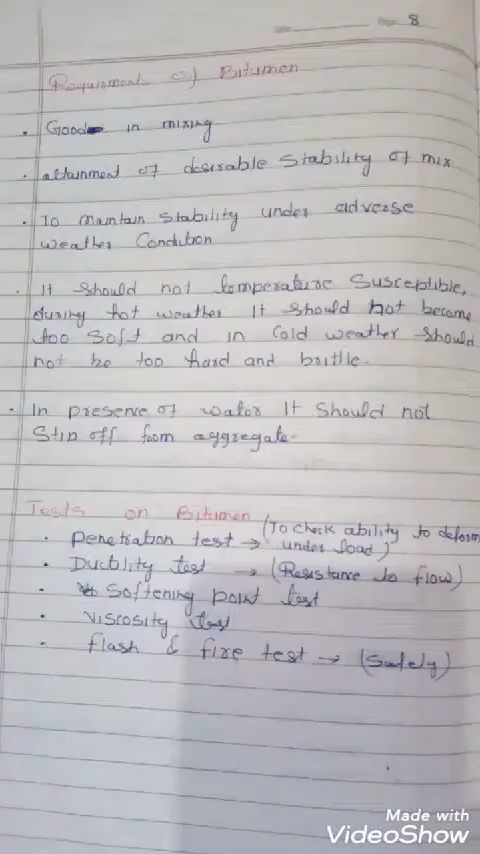 Date Page 8
Requirement of Bitumen
• Good in mixing
• attainment of desirable stability of mix
• To maintain stability under adverse
weather Condition
• It should not temperature Susceptible,
during hot weather It should not become
too soft and in Cold weather should
not be too hard and brittle.
• In presence of water It should not
Strip off from aggregate.
Tests on Bitumen
(To check ability to deform
• Penetration test → under load)
• Ductility test → (Resistance to flow)
• Softening point test
• Viscosity test
• flash & fire test → (Safely)
Made with
VideoShow